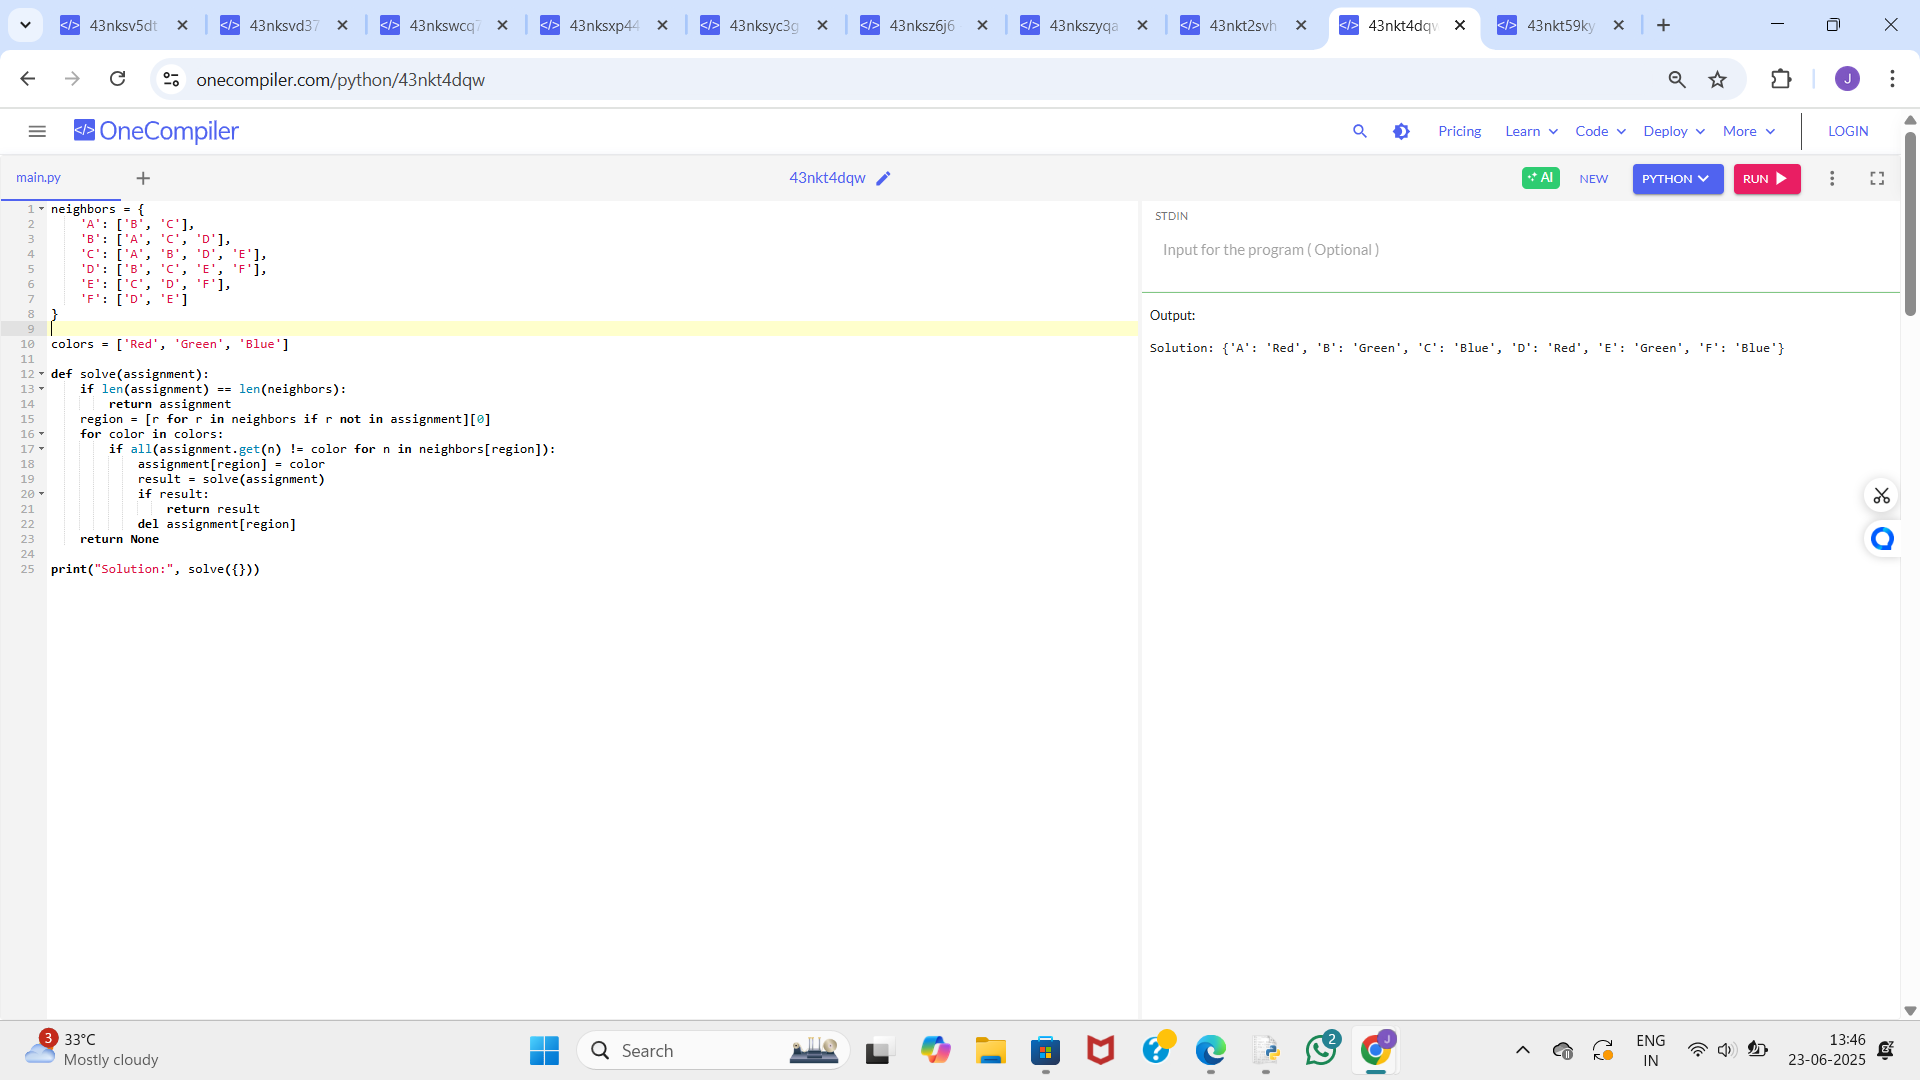 43nksv5dt
43nksvd37
43nkswcq7
43nksxp44
43nksyc3g
43nksz6j6
43nkszyqa
43nkt2svh
43nkt4dqw
43nkt59ky
onecompiler.com/python/43nkt4dqw
J
OneCompiler
Pricing Learn Code Deploy More LOGIN
main.py
43nkt4dqw
AI NEW PYTHON RUN
1 neighbors = {
2     'A': ['B', 'C'],
3     'B': ['A', 'C', 'D'],
4     'C': ['A', 'B', 'D', 'E'],
5     'D': ['B', 'C', 'E', 'F'],
6     'E': ['C', 'D', 'F'],
7     'F': ['D', 'E']
8 }
9
10 colors = ['Red', 'Green', 'Blue']
11
12 def solve(assignment):
13     if len(assignment) == len(neighbors):
14         return assignment
15     region = [r for r in neighbors if r not in assignment][0]
16     for color in colors:
17         if all(assignment.get(n) != color for n in neighbors[region]):
18             assignment[region] = color
19             result = solve(assignment)
20             if result:
21                 return result
22             del assignment[region]
23     return None
24
25 print("Solution:", solve({}))
STDIN
Input for the program ( Optional )
Output:
Solution: {'A': 'Red', 'B': 'Green', 'C': 'Blue', 'D': 'Red', 'E': 'Green', 'F': 'Blue'}
3
33°C
Mostly cloudy
Search
2
J
ENG
IN
13:46
23-06-2025